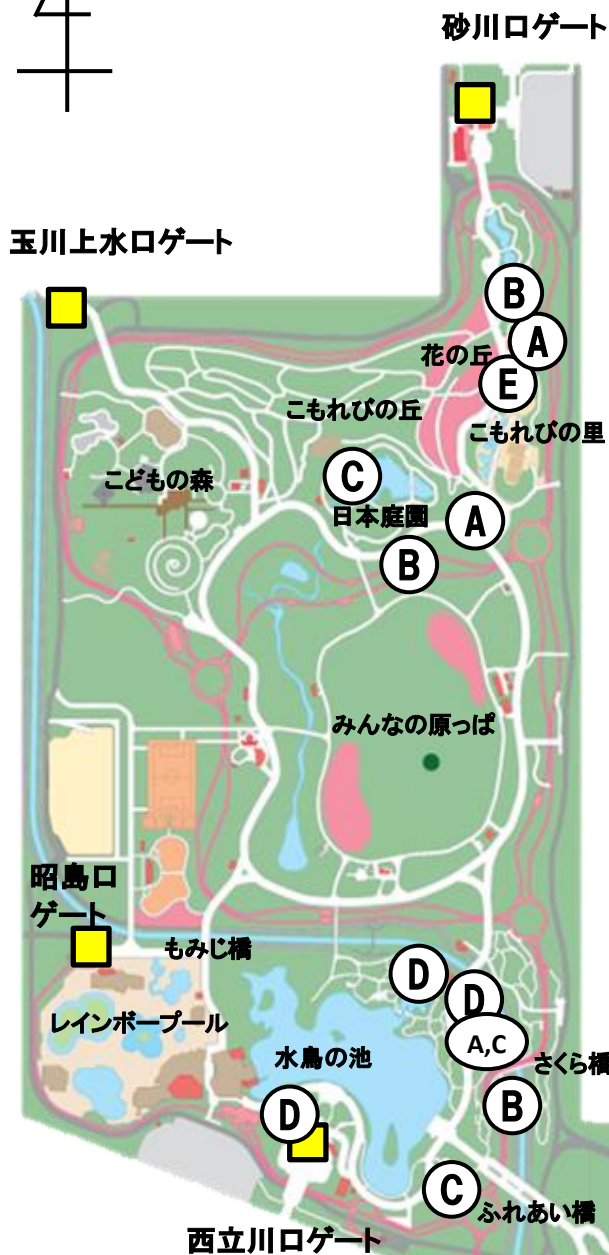 砂川口ゲート
玉川上水口ゲート
B
A
花の丘
E
こもれびの丘
こもれびの里
こどもの森
C
日本庭園
A
B
みんなの原っぱ
昭島口
ゲート
もみじ橋
D
D
レインボープール
A,C
水鳥の池
さくら橋
D
B
C
ふれあい橋
西立川口ゲート